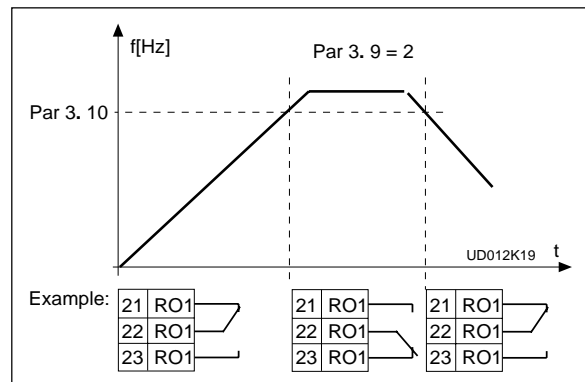 f[Hz]
Par 3. 9 = 2
Par 3. 10
t
UD012K19
Example:
21 RO1
22 RO1
23 RO1
21 RO1
22 RO1
23 RO1
21 RO1
22 RO1
23 RO1